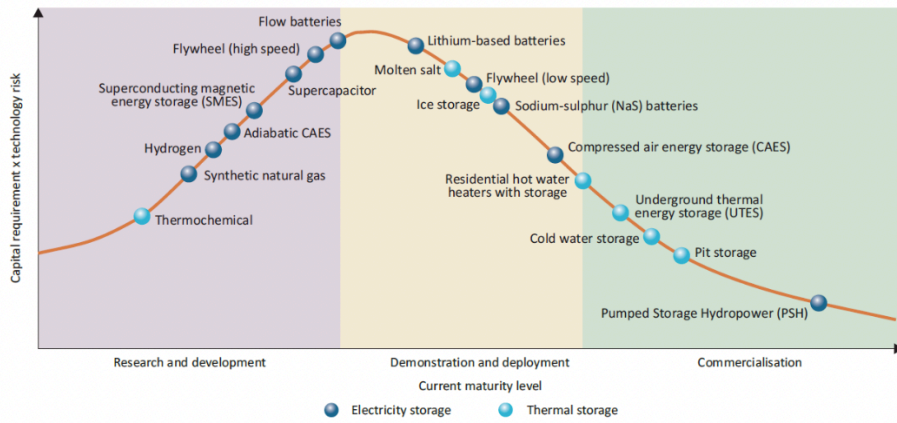 Flow batteries
Flywheel (high speed)
Lithium-based batteries
Molten salt
Flywheel (low speed)
Superconducting magnetic
energy storage (SMES)
Supercapacitor
Ice storage
Sodium-sulphur (NaS) batteries
Adiabatic CAES
Hydrogen
Compressed air energy storage (CAES)
Synthetic natural gas
Residential hot water
heaters with storage
Underground thermal
energy storage (UTES)
Thermochemical
Cold water storage
Pit storage
Pumped Storage Hydropower (PSH)
Capital requirement x technology risk
Research and development
Demonstration and deployment
Commercialisation
Current maturity level
Electricity storage
Thermal storage